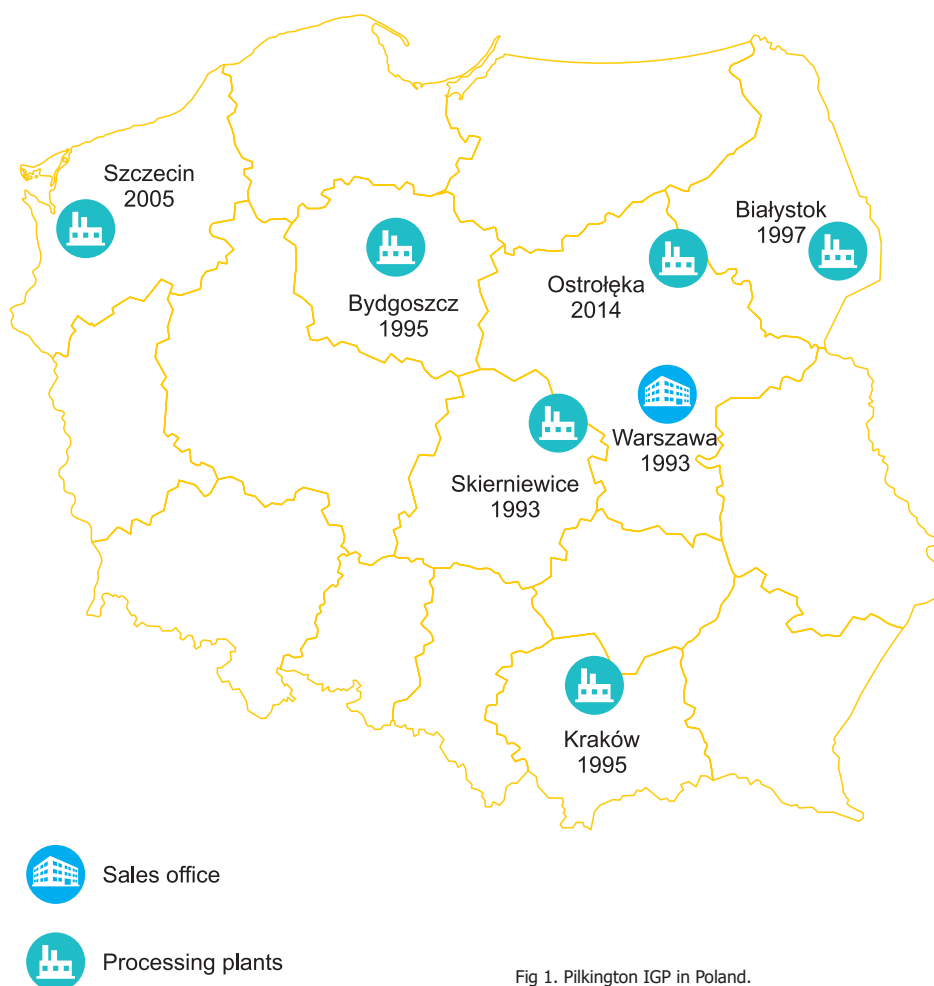 Szczecin
2005
Białystok
1997
Ostrołęka
2014
Bydgoszcz
1995
Warszawa
1993
Skierniewice
1993
Kraków
1995
Sales office
Processing plants
Fig 1. Pilkington IGP in Poland.